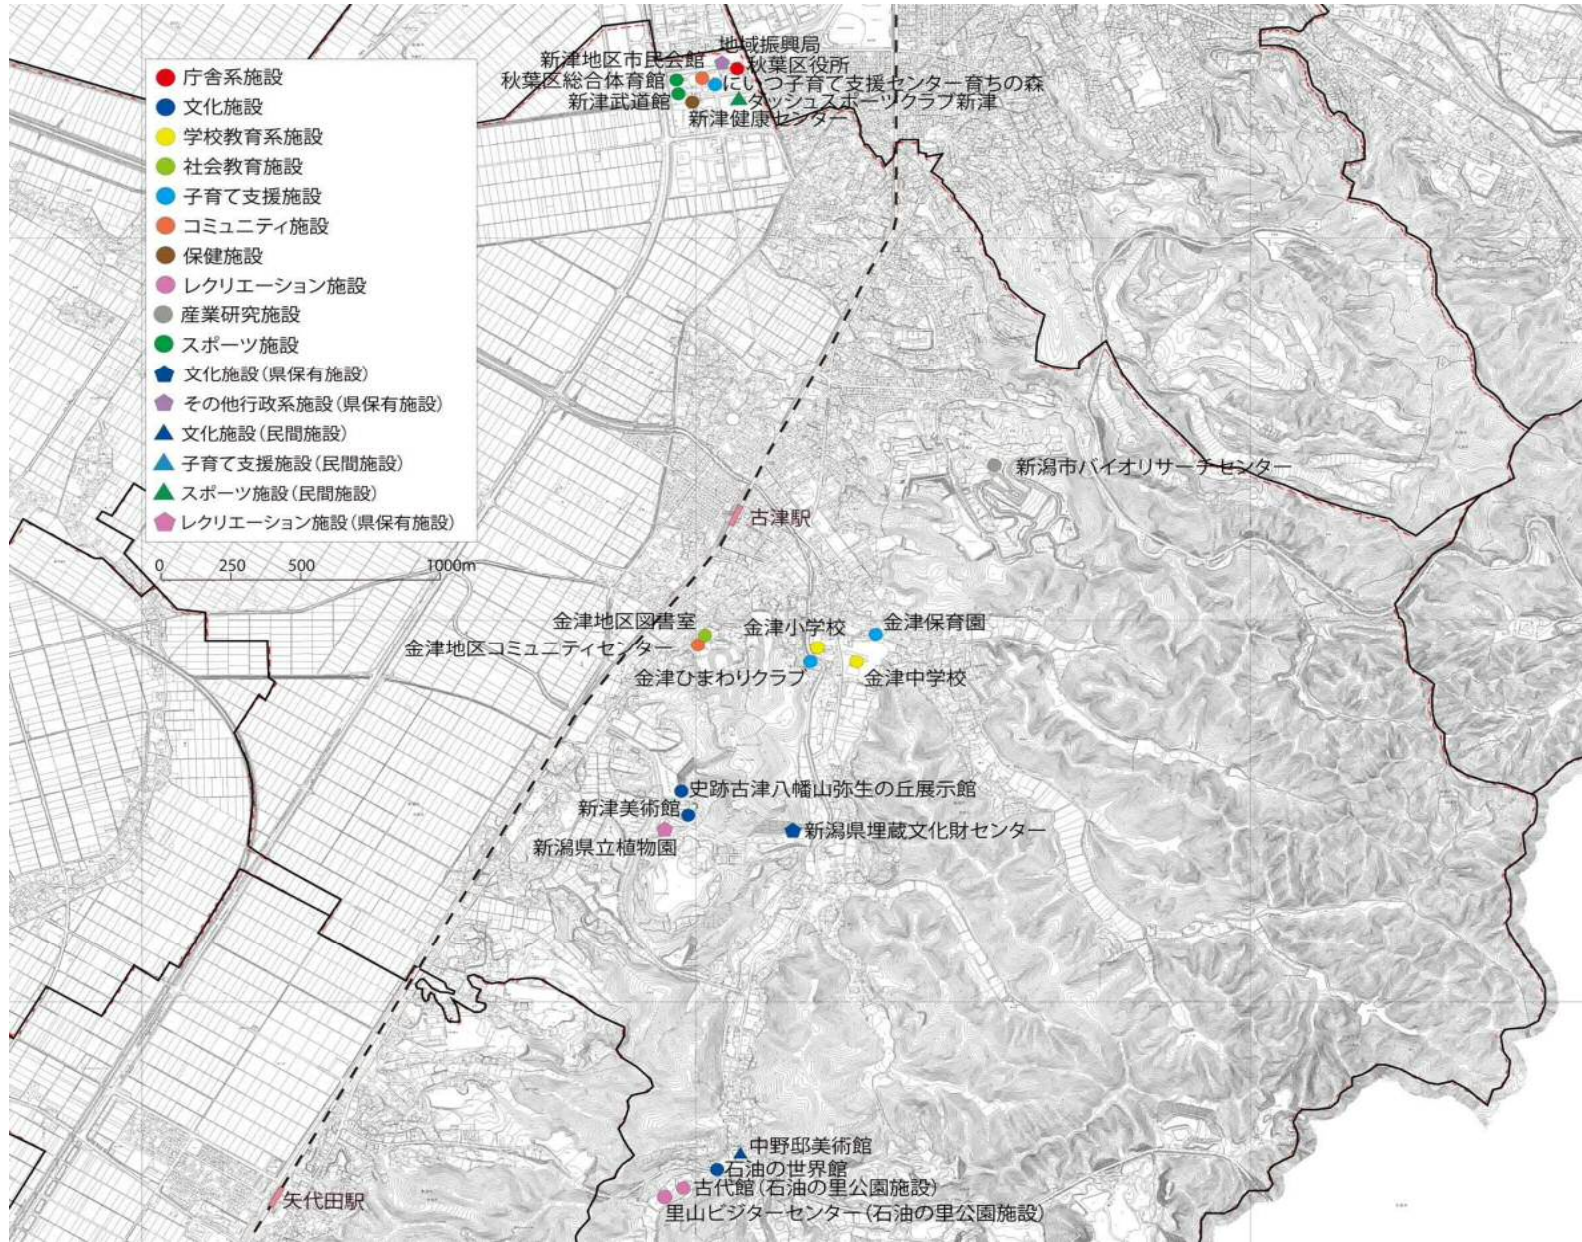 庁舎系施設
文化施設
学校教育系施設
社会教育施設
子育て支援施設
コミュニティ施設
保健施設
レクリエーション施設
産業研究施設
スポーツ施設
文化施設(県保有施設)
その他行政系施設(県保有施設)
文化施設(民間施設)
子育て支援施設(民間施設)
スポーツ施設(民間施設)
レクリエーション施設(県保有施設)
0 250 500 1000m
地域振興局
新津地区市民会館
秋葉区役所
秋葉区総合体育館
にいつ子育て支援センター育ちの森
新津武道館
ダッシュスポーツクラブ新津
新津健康センター
新潟市バイオリサーチセンター
古津駅
金津地区図書室
金津小学校
金津保育園
金津地区コミュニティセンター
金津ひまわりクラブ
金津中学校
史跡古津八幡山弥生の丘展示館
新津美術館
新潟県埋蔵文化財センター
新潟県立植物園
中野邸美術館
石油の世界館
古代館(石油の里公園施設)
矢代田駅
里山ビジターセンター(石油の里公園施設)